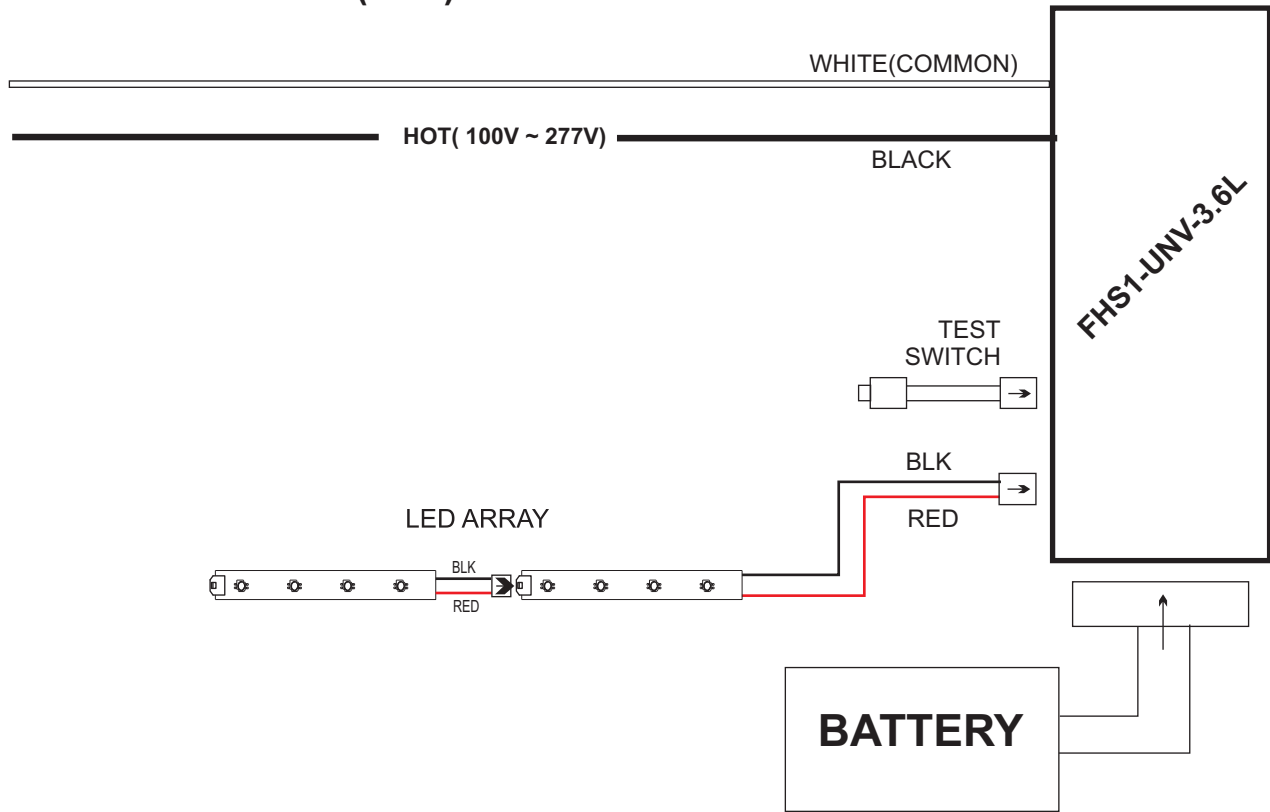 WHITE(COMMON)
HOT( 100V ~ 277V)
BLACK
FHS1-UNV-3.6L
TEST
SWITCH
BLK
RED
LED ARRAY
BLK
RED
BATTERY